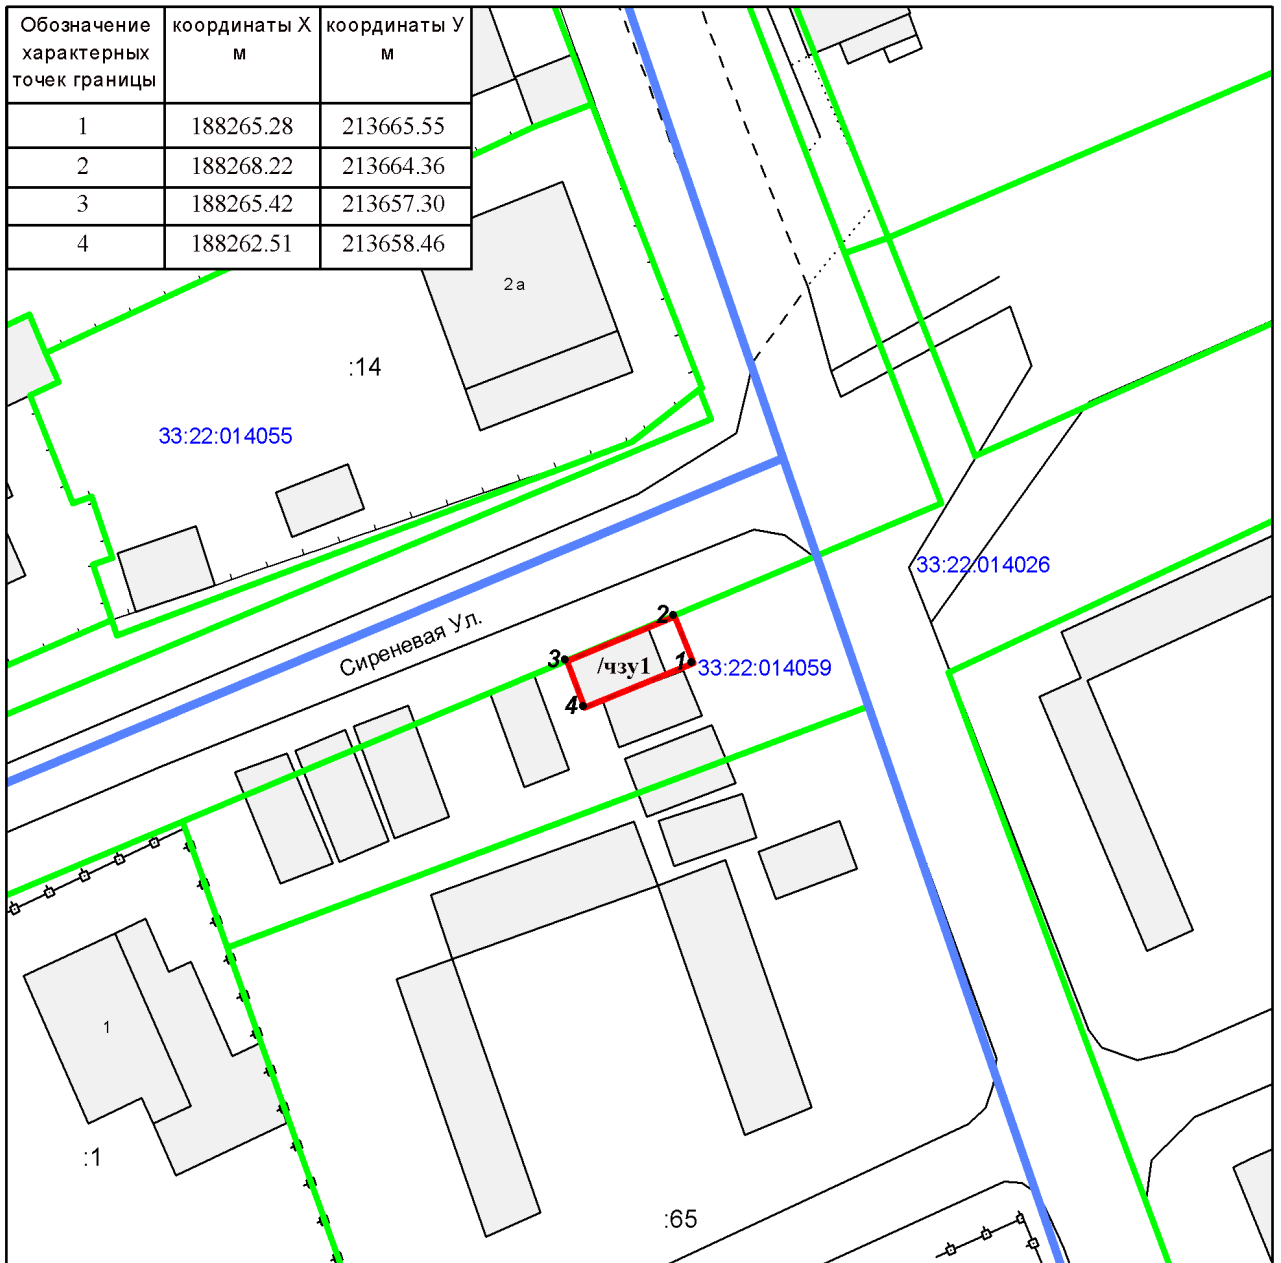 Обозначение характерных точек границы | координаты Х м | координаты У м
1 | 188265.28 | 213665.55
2 | 188268.22 | 213664.36
3 | 188265.42 | 213657.30
4 | 188262.51 | 213658.46
2а
:14
33:22:014055
33:22:014026
2
Сиреневая Ул.
3
/чзу1
1
33:22:014059
4
1
:1
:65